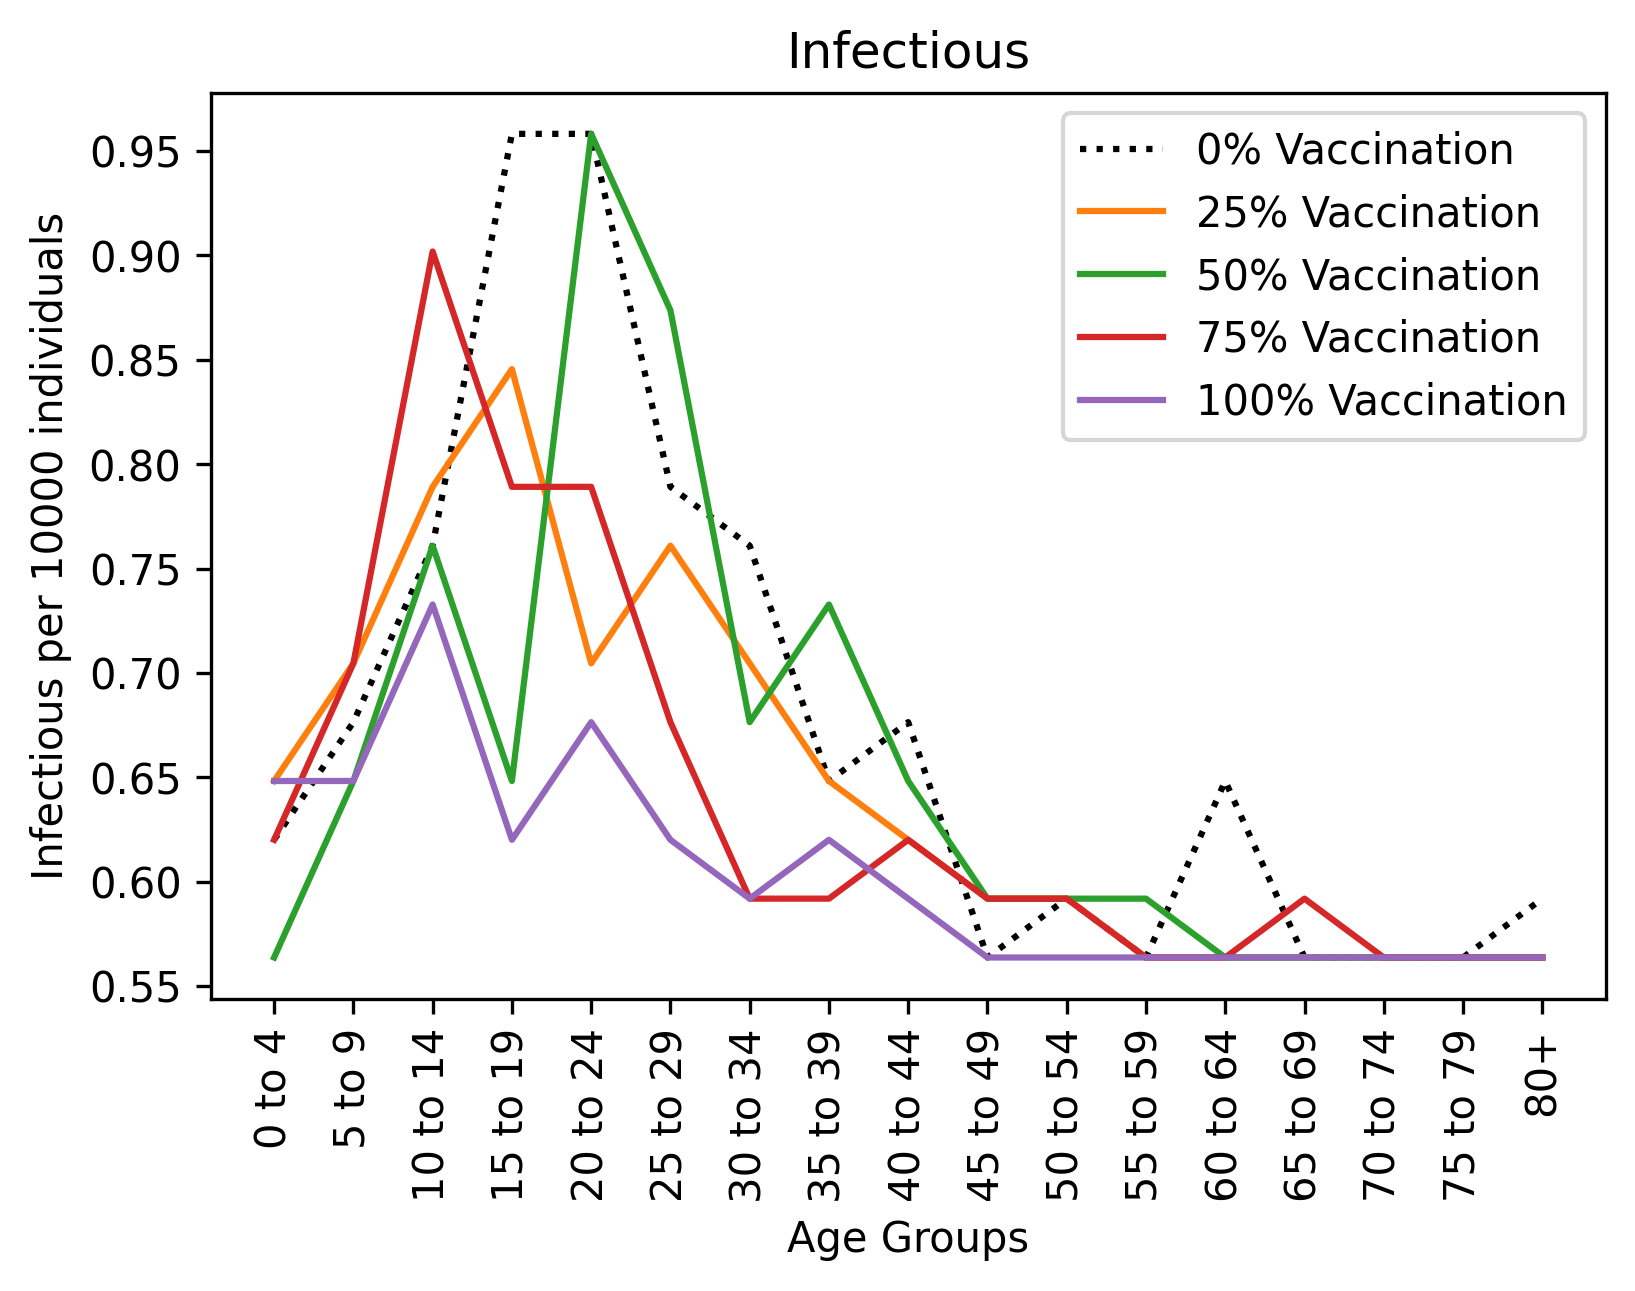 Infectious
Infectious per 10000 individuals
0.95
0.90
0.85
0.80
0.75
0.70
0.65
0.60
0.55
0% Vaccination
25% Vaccination
50% Vaccination
75% Vaccination
100% Vaccination
0 to 4
5 to 9
10 to 14
15 to 19
20 to 24
25 to 29
30 to 34
35 to 39
40 to 44
45 to 49
50 to 54
55 to 59
60 to 64
65 to 69
70 to 74
75 to 79
80+
Age Groups